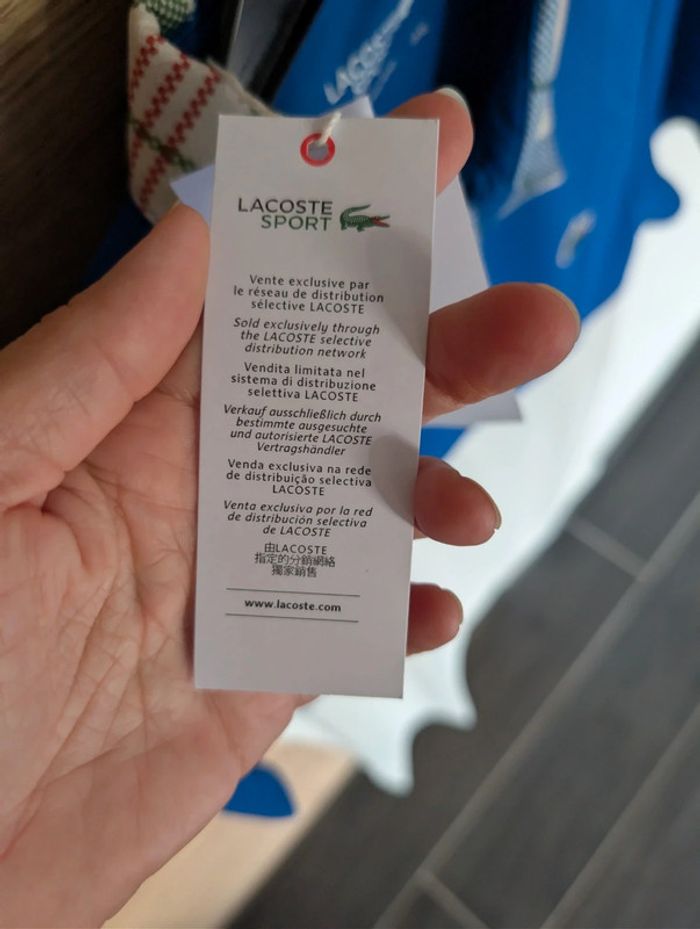 LACOSTE
LACOSTE
SPORT
Vente exclusive par
le réseau de distribution
sélective LACOSTE
Sold exclusively through
the LACOSTE selective
distribution network
Vendita limitata nel
sistema di distribuzione
selettiva LACOSTE
Verkauf ausschließlich durch
bestimmte ausgesuchte
und autorisierte LACOSTE
Vertragshändler
Venda exclusiva na rede
de distribuição selectiva
LACOSTE
Venta exclusiva por la red
de distribución selectiva
de LACOSTE
由LACOSTE
指定的分銷網絡
獨家銷售
www.lacoste.com